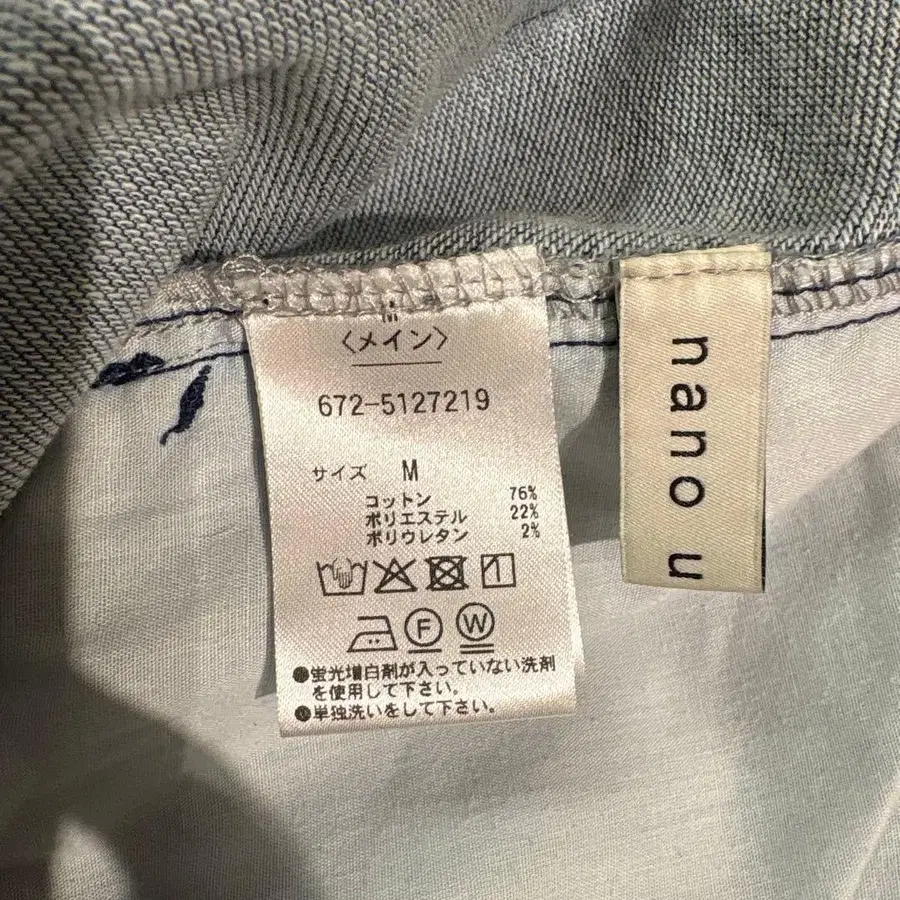 M
〈メイン〉
672-5127219
サイズ M
コットン 76%
ポリエステル 22%
ポリウレタン 2%
F W
●蛍光増白剤が入っていない洗剤
を使用して下さい。
●単独洗いをして下さい。
nano u